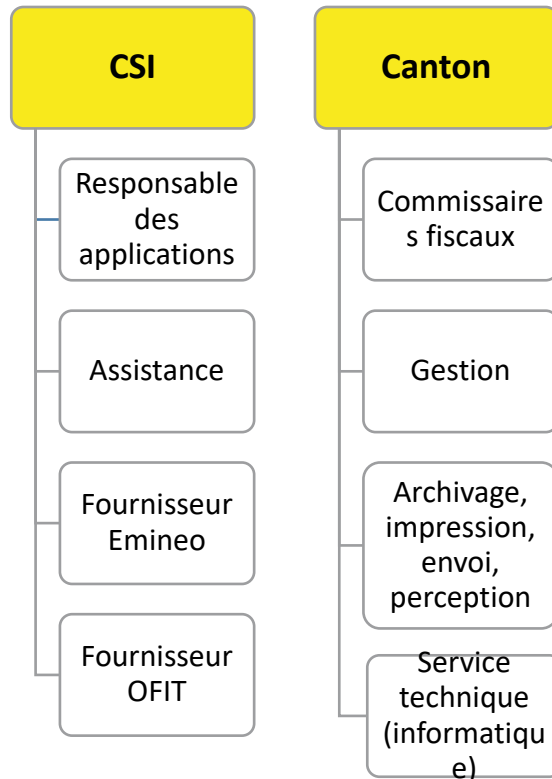 CSI
Responsable
des
applications
Assistance
Fournisseur
Emineo
Fournisseur
OFIT
Canton
Commissaire
s fiscaux
Gestion
Archivage,
impression,
envoi,
perception
Service
technique
(informatiqu
e)